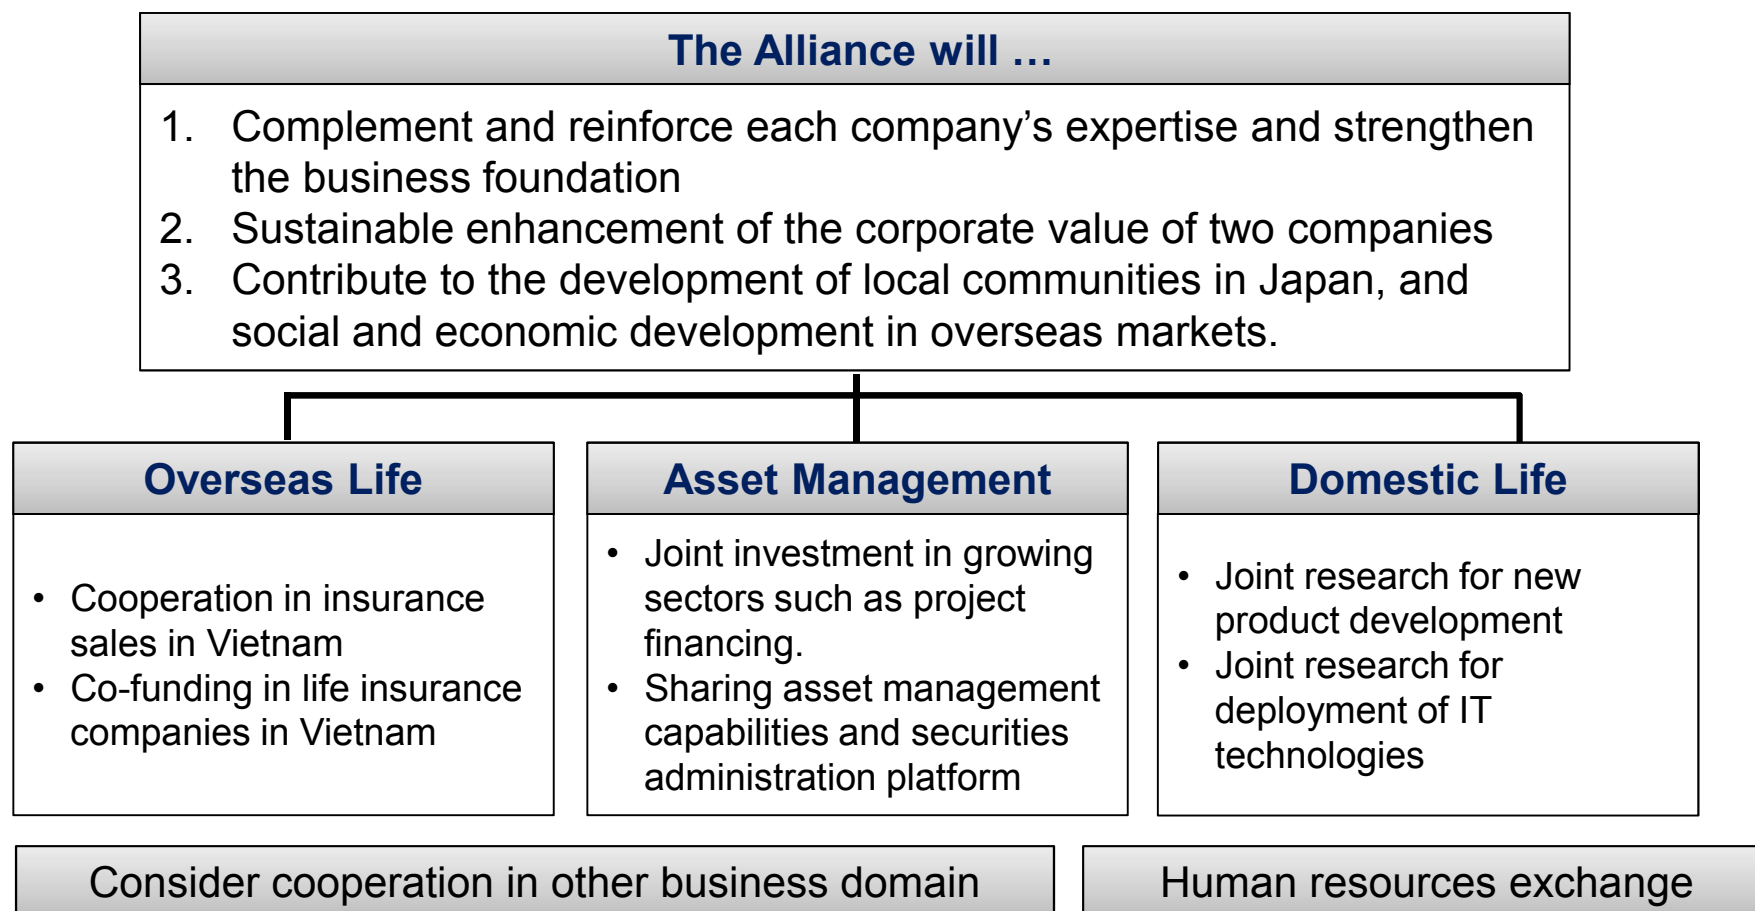 The Alliance will …
1. Complement and reinforce each company’s expertise and strengthen
the business foundation
2. Sustainable enhancement of the corporate value of two companies
3. Contribute to the development of local communities in Japan, and
social and economic development in overseas markets.
Overseas Life
• Cooperation in insurance
sales in Vietnam
• Co-funding in life insurance
companies in Vietnam
Asset Management
• Joint investment in growing
sectors such as project
financing.
• Sharing asset management
capabilities and securities
administration platform
Domestic Life
• Joint research for new
product development
• Joint research for
deployment of IT
technologies
Consider cooperation in other business domain
Human resources exchange